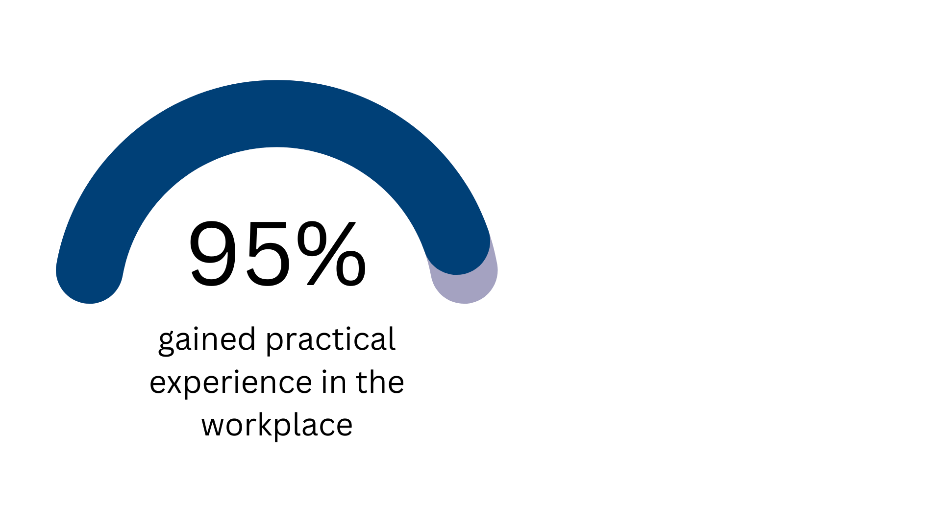 95%
gained practical
experience in the
workplace